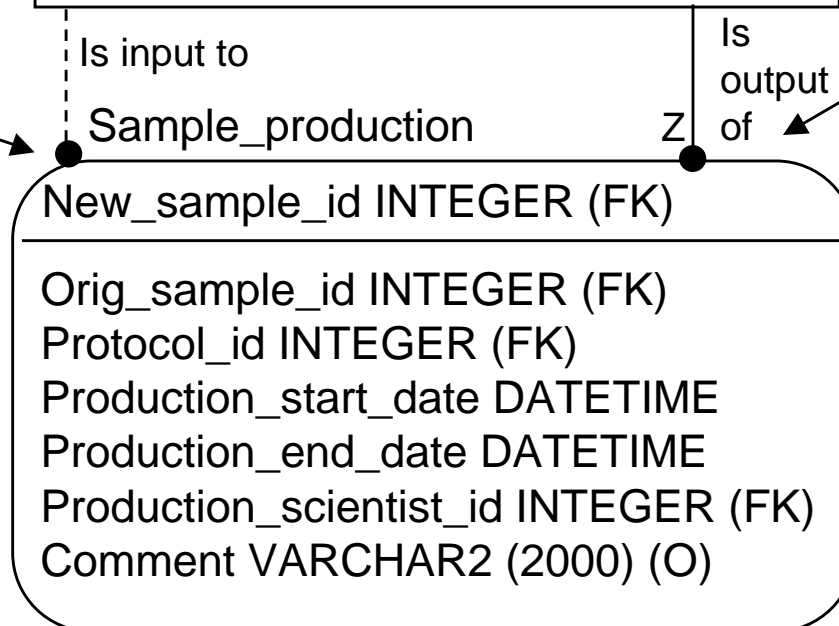 Is input to
Is
output
of
Z
Sample_production
New_sample_id INTEGER (FK)
Orig_sample_id INTEGER (FK)
Protocol_id INTEGER (FK)
Production_start_date DATETIME
Production_end_date DATETIME
Production_scientist_id INTEGER (FK)
Comment VARCHAR2 (2000) (O)